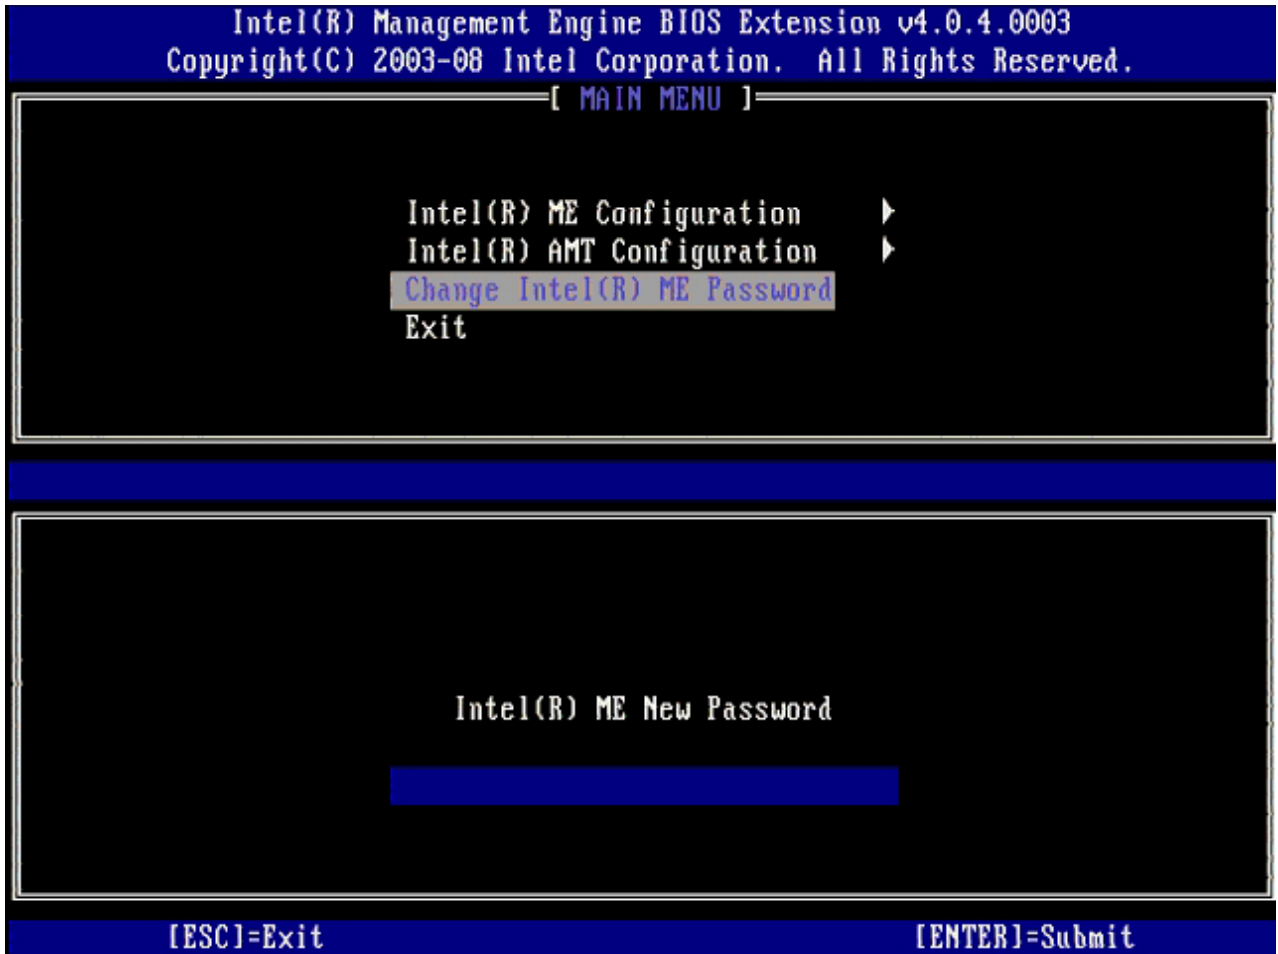 Intel(R) Management Engine BIOS Extension v4.0.4.0003
Copyright(C) 2003-08 Intel Corporation. All Rights Reserved.
[ MAIN MENU ]
Intel(R) ME Configuration
Intel(R) AMT Configuration
Change Intel(R) ME Password
Exit
Intel(R) ME New Password
[ESC]=Exit [ENTER]=Submit